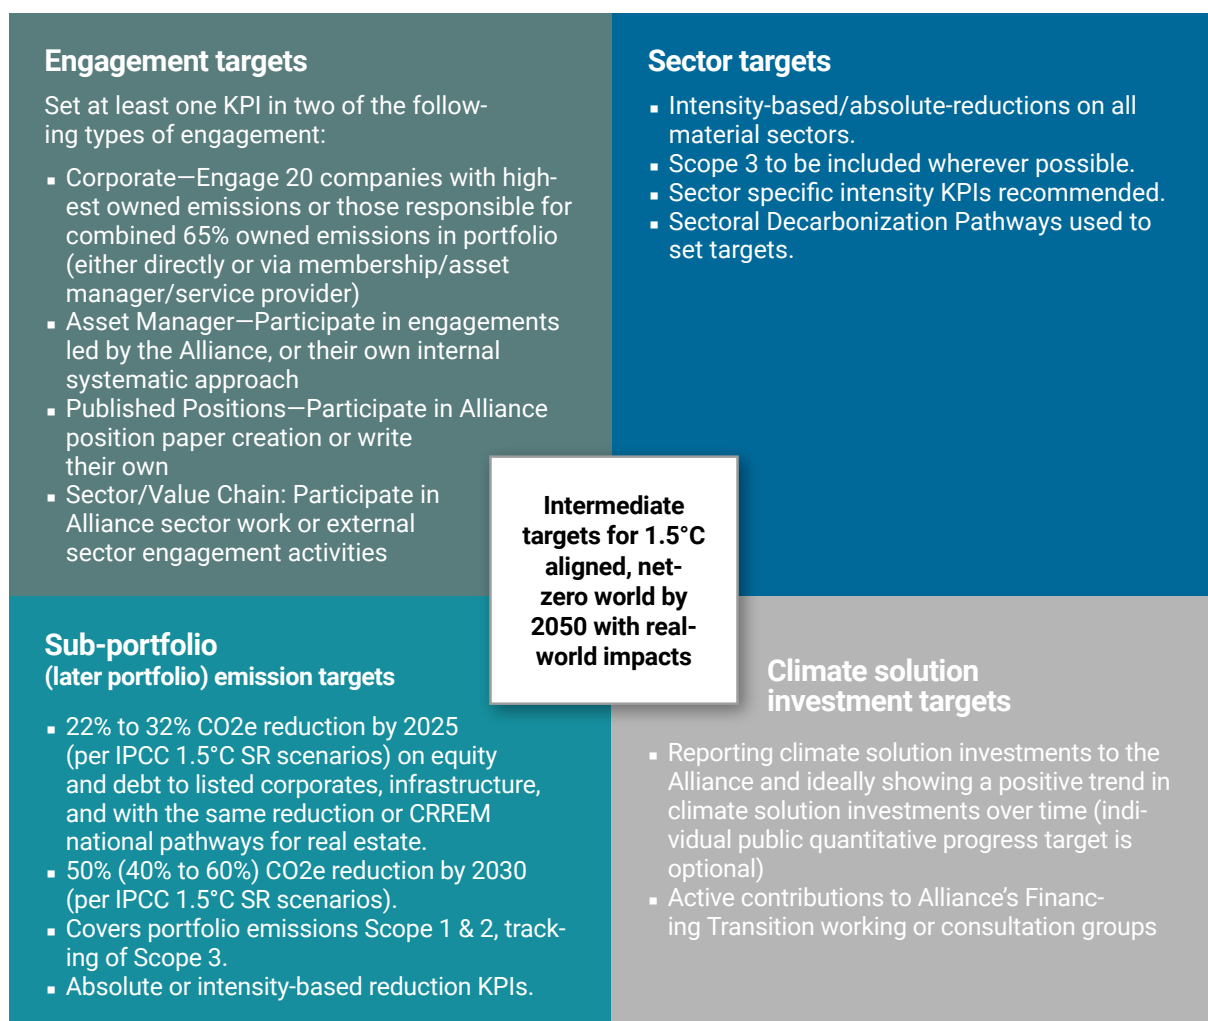 Engagement targets
Set at least one KPI in two of the follow-
ing types of engagement:
▪ Corporate—Engage 20 companies with high-
est owned emissions or those responsible for
combined 65% owned emissions in portfolio
(either directly or via membership/asset
manager/service provider)
▪ Asset Manager—Participate in engagements
led by the Alliance, or their own internal
systematic approach
▪ Published Positions—Participate in Alliance
position paper creation or write
their own
▪ Sector/Value Chain: Participate in
Alliance sector work or external
sector engagement activities
Sector targets
▪ Intensity-based/absolute-reductions on all
material sectors.
▪ Scope 3 to be included wherever possible.
▪ Sector specific intensity KPIs recommended.
▪ Sectoral Decarbonization Pathways used to
set targets.
Intermediate
targets for 1.5°C
aligned, net-
zero world by
2050 with real-
world impacts
Sub-portfolio
(later portfolio) emission targets
▪ 22% to 32% CO2e reduction by 2025
(per IPCC 1.5°C SR scenarios) on equity
and debt to listed corporates, infrastructure,
and with the same reduction or CRREM
national pathways for real estate.
▪ 50% (40% to 60%) CO2e reduction by 2030
(per IPCC 1.5°C SR scenarios).
▪ Covers portfolio emissions Scope 1 & 2, track-
ing of Scope 3.
▪ Absolute or intensity-based reduction KPIs.
Climate solution
investment targets
▪ Reporting climate solution investments to the
Alliance and ideally showing a positive trend in
climate solution investments over time (indi-
vidual public quantitative progress target is
optional)
▪ Active contributions to Alliance's Financ-
ing Transition working or consultation groups